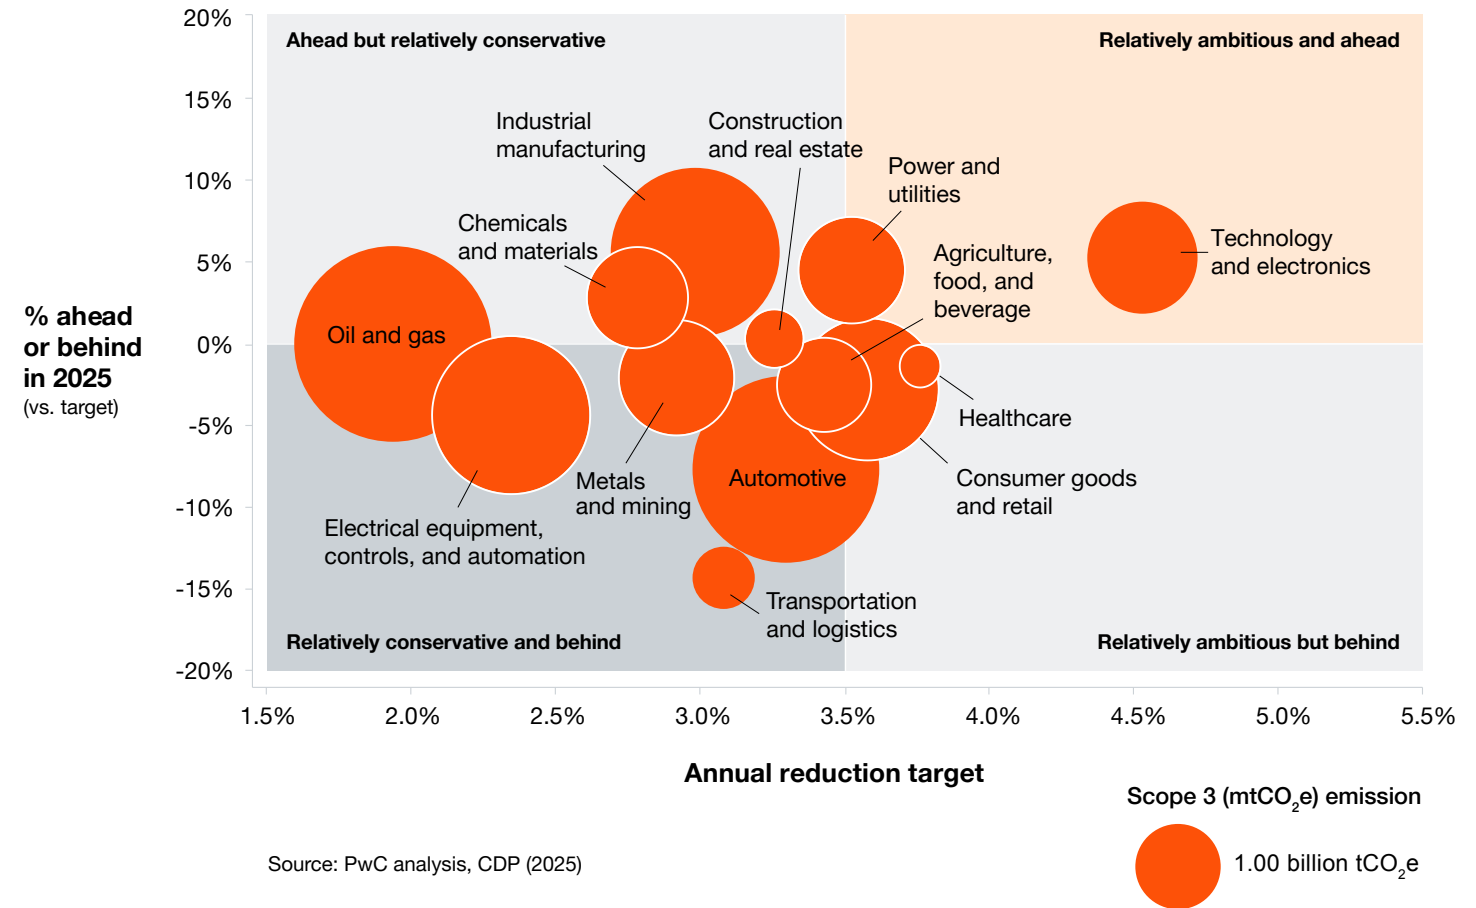 20%
15%
10%
5%
0%
-5%
-10%
-15%
-20%
% ahead
or behind
in 2025
(vs. target)
Ahead but relatively conservative
Relatively ambitious and ahead
Industrial
manufacturing
Construction
and real estate
Power and
utilities
Chemicals
and materials
Agriculture,
food, and
beverage
Technology
and electronics
Oil and gas
Healthcare
Metals
and mining
Automotive
Consumer goods
and retail
Electrical equipment,
controls, and automation
Transportation
and logistics
Relatively conservative and behind
Relatively ambitious but behind
1.5%
2.0%
2.5%
3.0%
3.5%
4.0%
4.5%
5.0%
5.5%
Annual reduction target
Scope 3 (mtCO₂e) emission
1.00 billion tCO₂e
Source: PwC analysis, CDP (2025)